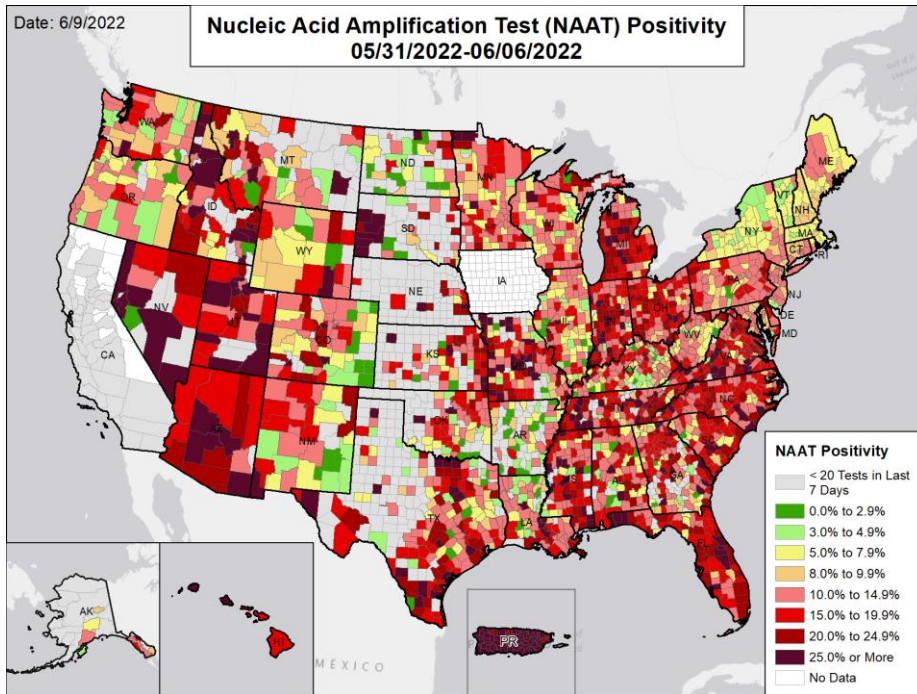 Date: 6/9/2022
Nucleic Acid Amplification Test (NAAT) Positivity
05/31/2022-06/06/2022
WA
MT
ND
MN
ME
OR
ID
SD
WI
VT
NH
NY
MA
WY
MI
CT
RI
NE
IA
PA
NJ
NV
UT
IL
IN
OH
DE
MD
CA
CO
WV
KS
MO
KY
VA
AZ
NM
OK
AR
TN
NC
SC
MS
AL
GA
TX
LA
FL
AK
HI
PR
MÉXICO
NAAT Positivity
< 20 Tests in Last
7 Days
0.0% to 2.9%
3.0% to 4.9%
5.0% to 7.9%
8.0% to 9.9%
10.0% to 14.9%
15.0% to 19.9%
20.0% to 24.9%
25.0% or More
No Data